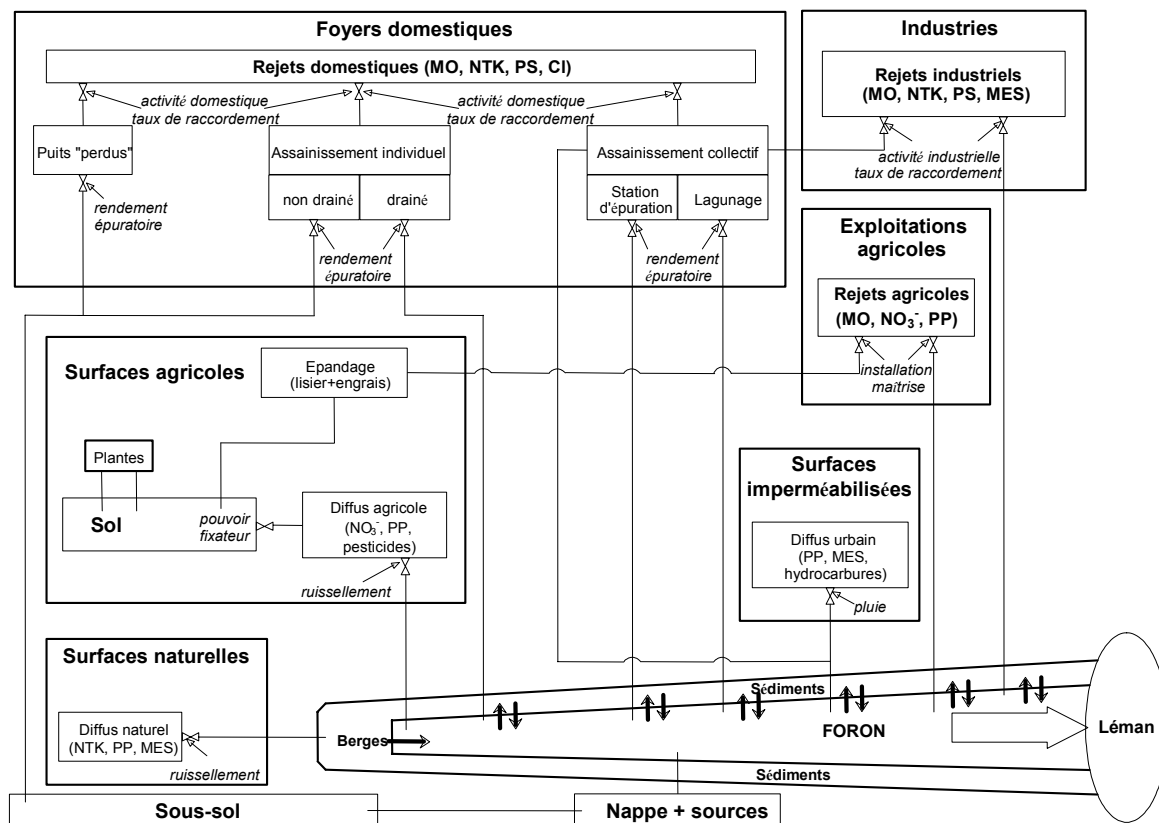 Foyers domestiques
Rejets domestiques (MO, NTK, PS, Cl)
activité domestique
taux de raccordement
activité domestique
taux de raccordement
Puits "perdus"
rendement
épuratoire
Assainissement individuel
non drainé
drainé
rendement
épuratoire
Assainissement collectif
Station
d'épuration
Lagunage
rendement
épuratoire
Industries
Rejets industriels
(MO, NTK, PS, MES)
activité industrielle
taux de raccordement
Exploitations
agricoles
Rejets agricoles
(MO, NO₃⁻, PP)
installation
maîtrise
Surfaces agricoles
Epandage
(lisier+engrais)
Plantes
Sol
pouvoir
fixateur
Diffus agricole
(NO₃⁻, PP,
pesticides)
ruissellement
Surfaces
imperméabilisées
Diffus urbain
(PP, MES,
hydrocarbures)
pluie
Surfaces naturelles
Diffus naturel
(NTK, PP, MES)
ruissellement
Sédiments
Berges
FORON
Léman
Sédiments
Sous-sol
Nappe + sources